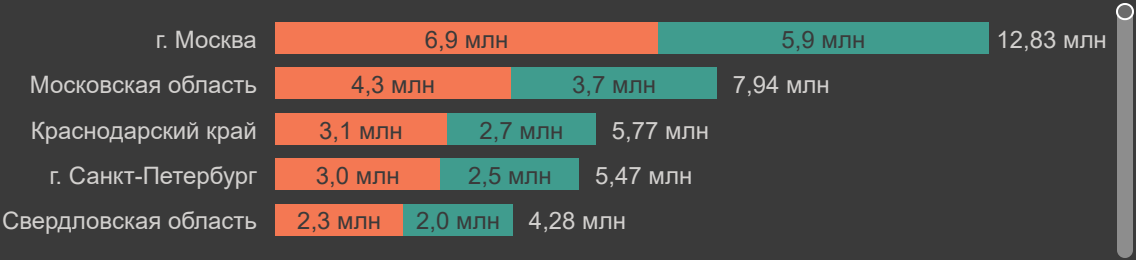 г. Москва 6,9 млн 5,9 млн 12,83 млн
Московская область 4,3 млн 3,7 млн 7,94 млн
Краснодарский край 3,1 млн 2,7 млн 5,77 млн
г. Санкт-Петербург 3,0 млн 2,5 млн 5,47 млн
Свердловская область 2,3 млн 2,0 млн 4,28 млн